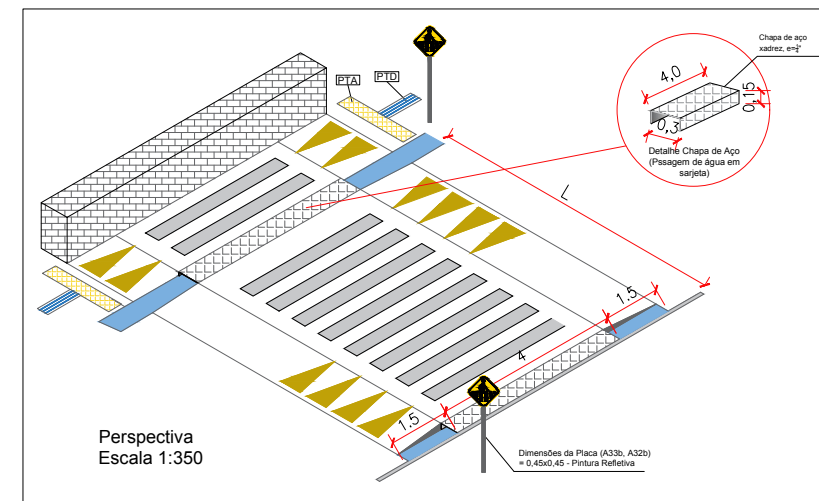 Chapa de aço
xadrez, e=¼"
4,0
0,15
0,3
Detalhe Chapa de Aço
(Pssagem de água em
sarjeta)
PTA
PTD
L
1.5
4
1.5
Perspectiva
Escala 1:350
Dimensões da Placa (A33b, A32b)
= 0,45x0,45 - Pintura Refletiva